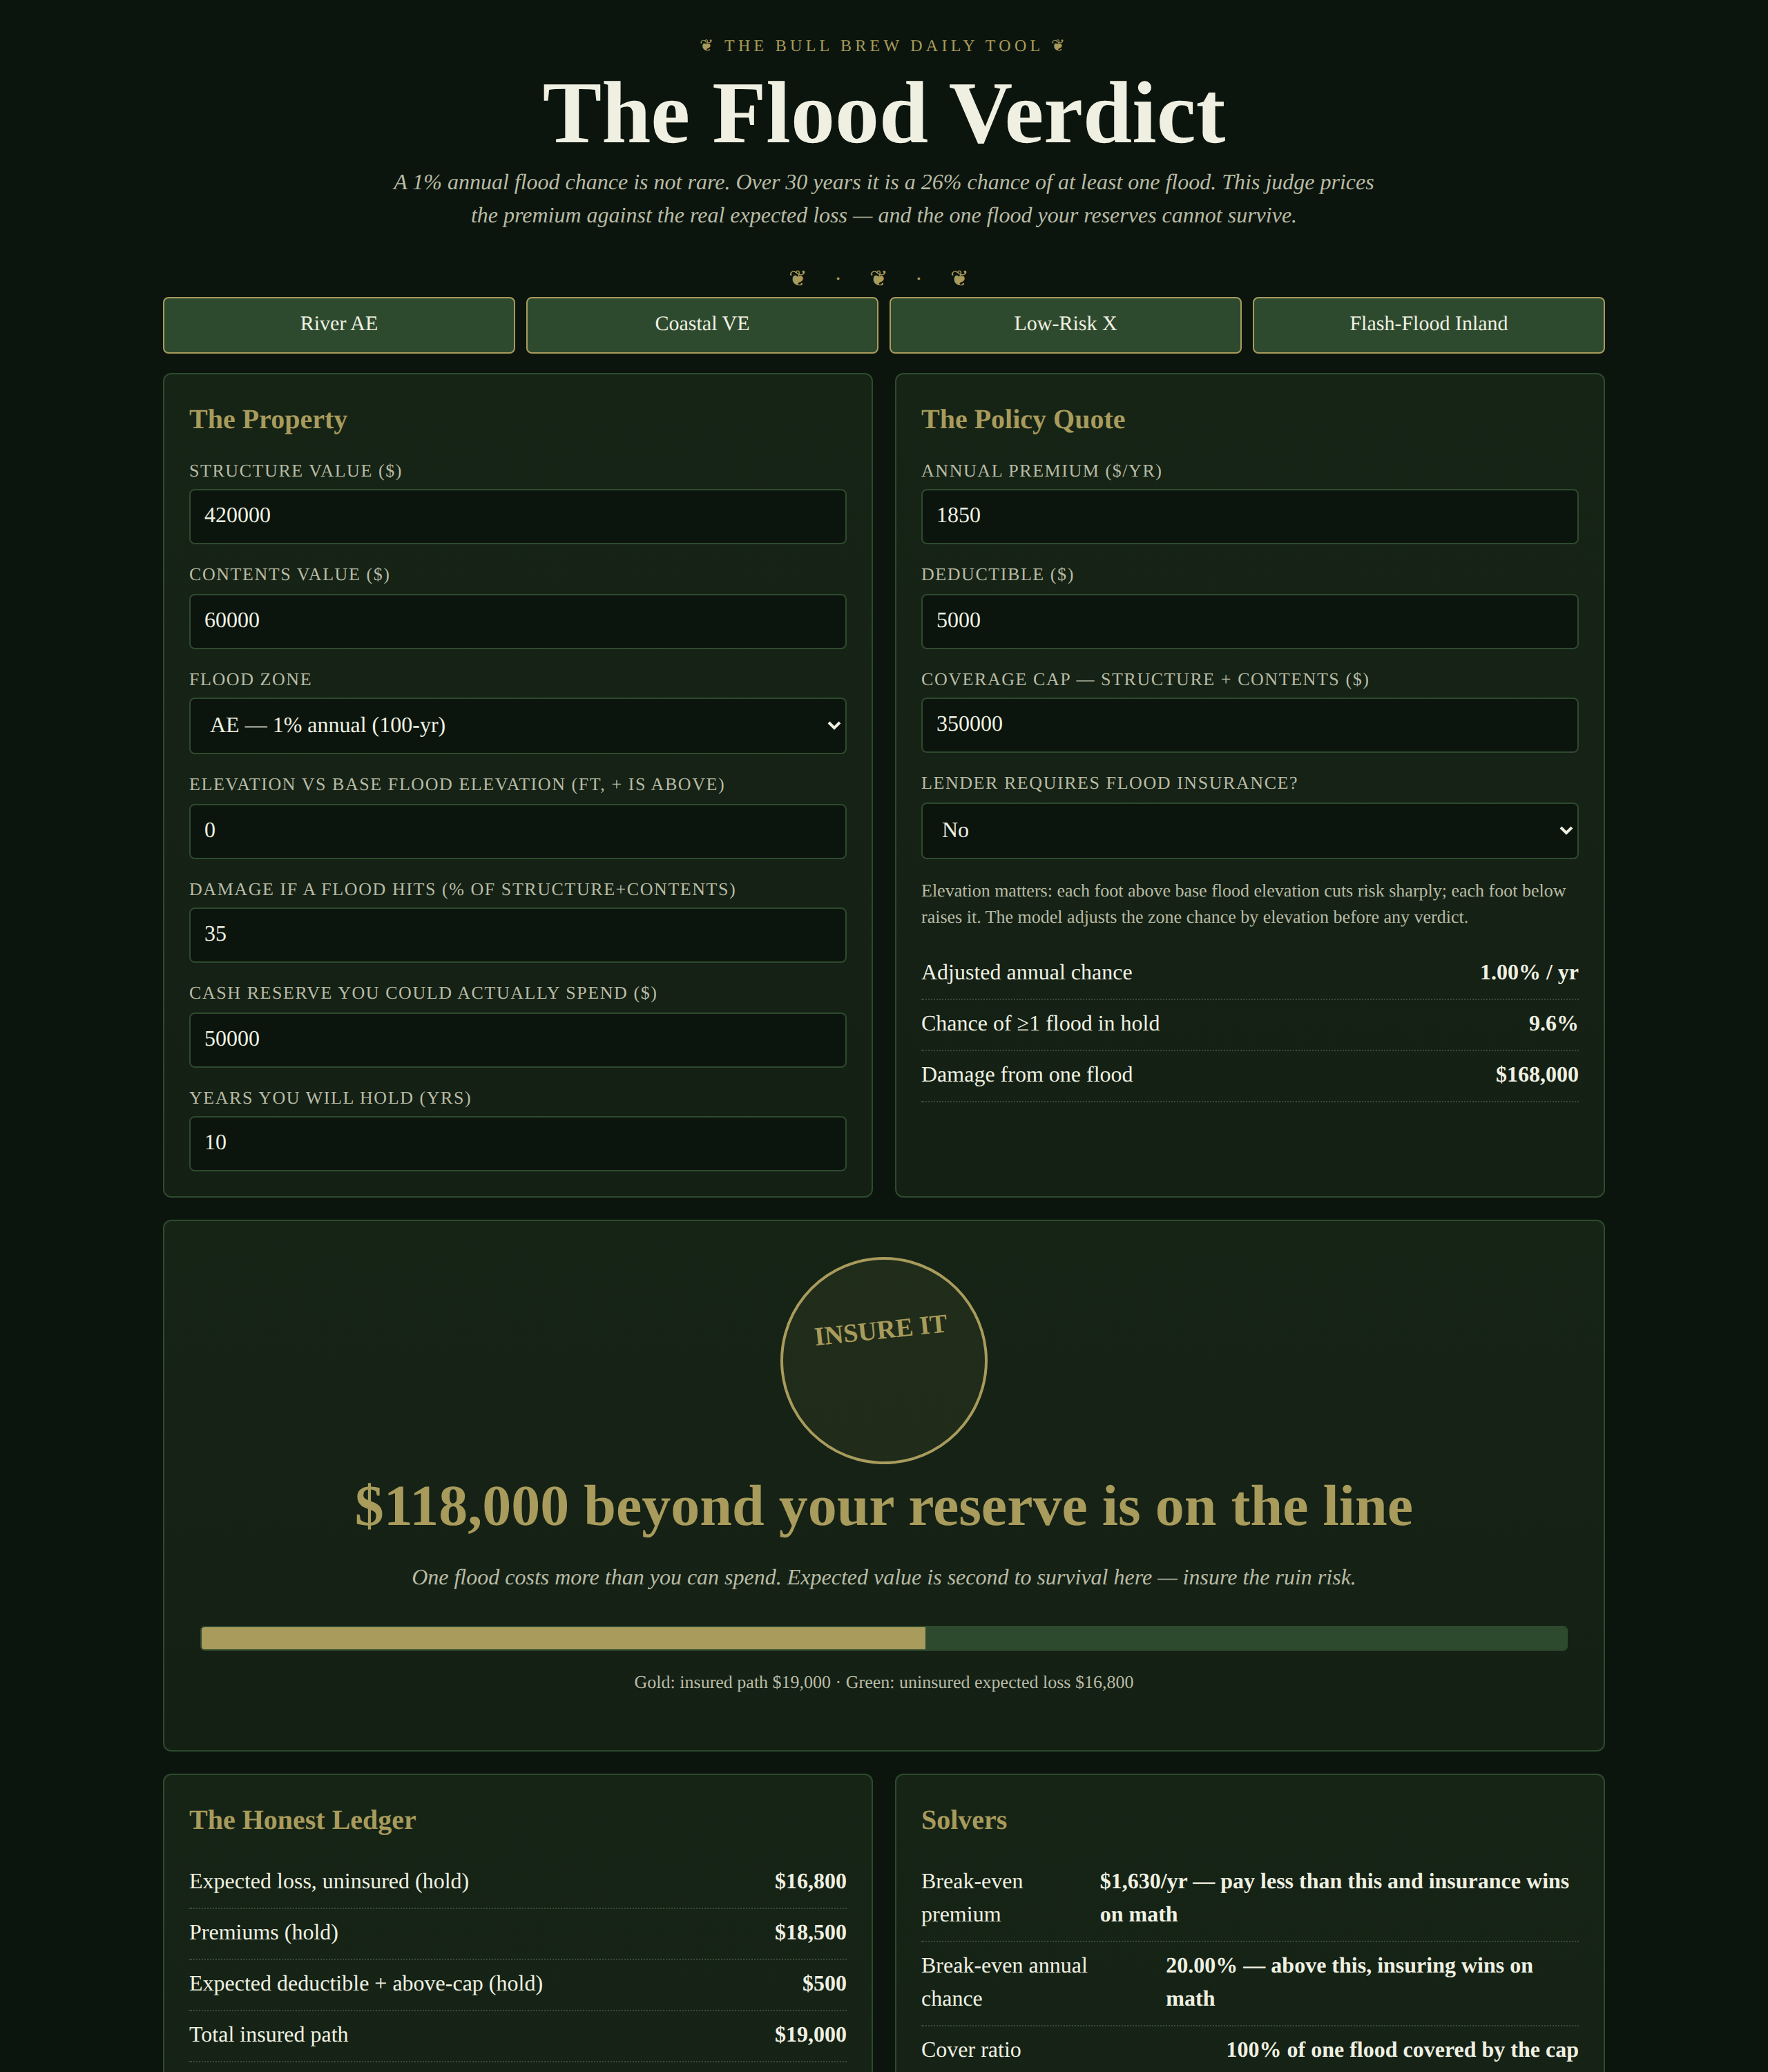 ❦ THE BULL BREW DAILY TOOL ❦
The Flood Verdict
A 1% annual flood chance is not rare. Over 30 years it is a 26% chance of at least one flood. This judge prices
the premium against the real expected loss — and the one flood your reserves cannot survive.
❦ · ❦ · ❦
River AE
Coastal VE
Low-Risk X
Flash-Flood Inland
The Property
STRUCTURE VALUE ($)
420000
CONTENTS VALUE ($)
60000
FLOOD ZONE
AE — 1% annual (100-yr)
ELEVATION VS BASE FLOOD ELEVATION (FT, + IS ABOVE)
0
DAMAGE IF A FLOOD HITS (% OF STRUCTURE+CONTENTS)
35
CASH RESERVE YOU COULD ACTUALLY SPEND ($)
50000
YEARS YOU WILL HOLD (YRS)
10
The Policy Quote
ANNUAL PREMIUM ($/YR)
1850
DEDUCTIBLE ($)
5000
COVERAGE CAP — STRUCTURE + CONTENTS ($)
350000
LENDER REQUIRES FLOOD INSURANCE?
No
Elevation matters: each foot above base flood elevation cuts risk sharply; each foot below
raises it. The model adjusts the zone chance by elevation before any verdict.
Adjusted annual chance 1.00% / yr
Chance of ≥1 flood in hold 9.6%
Damage from one flood $168,000
INSURE IT
$118,000 beyond your reserve is on the line
One flood costs more than you can spend. Expected value is second to survival here — insure the ruin risk.
Gold: insured path $19,000 · Green: uninsured expected loss $16,800
The Honest Ledger
Expected loss, uninsured (hold) $16,800
Premiums (hold) $18,500
Expected deductible + above-cap (hold) $500
Total insured path $19,000
Solvers
Break-even $1,630/yr — pay less than this and insurance wins
premium on math
Break-even annual 20.00% — above this, insuring wins on
chance math
Cover ratio 100% of one flood covered by the cap